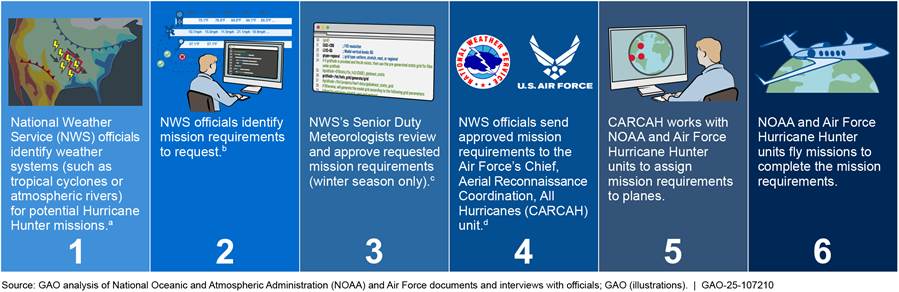 National Weather
Service (NWS) officials
identify weather
systems (such as
tropical cyclones or
atmospheric rivers)
for potential Hurricane
Hunter missions.a
1
NWS officials identify
mission requirements
to request.b
2
NWS's Senior Duty
Meteorologists review
and approve requested
mission requirements
(winter season only).c
3
NATIONAL WEATHER SERVICE
U.S. AIR FORCE
NWS officials send
approved mission
requirements to the
Air Force's Chief,
Aerial Reconnaissance
Coordination, All
Hurricanes (CARCAH)
unit.d
4
CARCAH works with
NOAA and Air Force
Hurricane Hunter
units to assign
mission requirements
to planes.
5
NOAA and Air Force
Hurricane Hunter
units fly missions to
complete the mission
requirements.
6
Source: GAO analysis of National Oceanic and Atmospheric Administration (NOAA) and Air Force documents and interviews with officials; GAO (illustrations). | GAO-25-107210